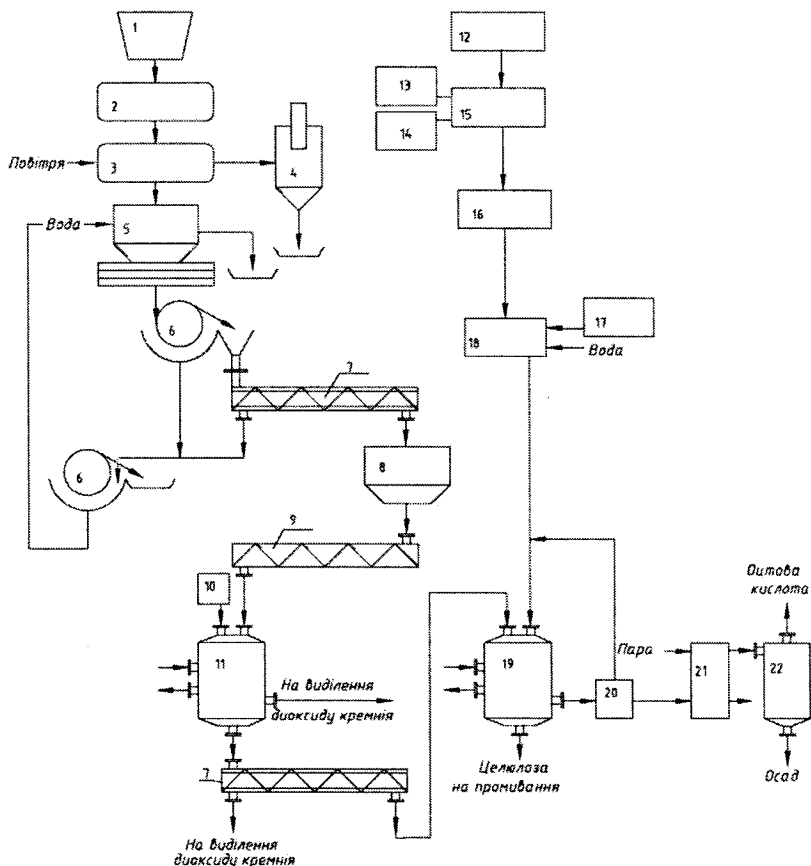 1
12
2
13
15
14
Повітря
3
4
16
Вода
5
17
6
18
Вода
7
6
8
9
10
Оцтова
кислота
11
19
Пара
20
21
22
На виділення
диоксиду кремнія
7
Целюлоза
на промивання
Осад
На виділення
диоксиду кремнія